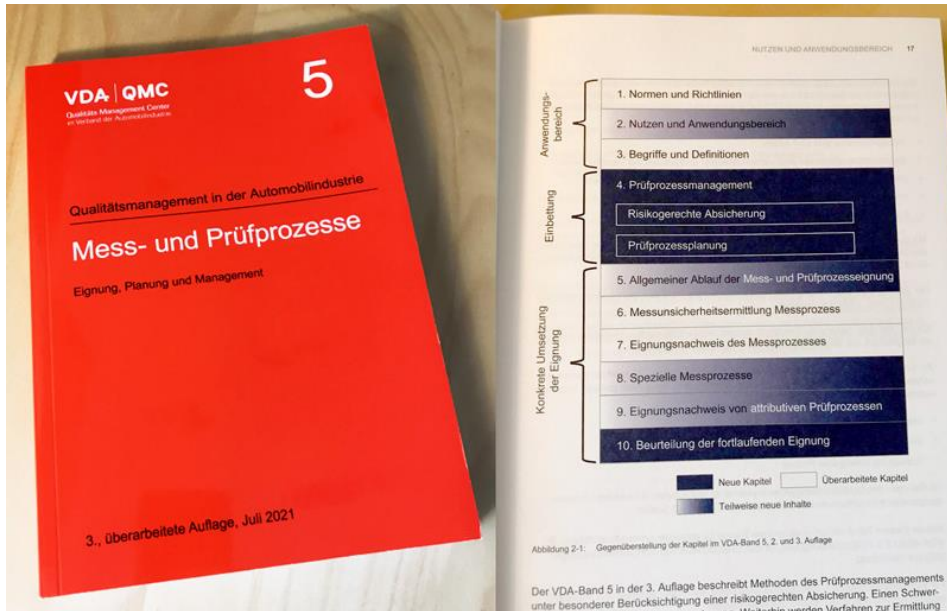 VDA | QMC
Qualitäts Management Center
im Verband der Automobilindustrie
5
Qualitätsmanagement in der Automobilindustrie
Mess- und Prüfprozesse
Eignung, Planung und Management
3., überarbeitete Auflage, Juli 2021
NUTZEN UND ANWENDUNGSBEREICH 17
Anwendungs-
bereich
1. Normen und Richtlinien
2. Nutzen und Anwendungsbereich
3. Begriffe und Definitionen
Einbettung
4. Prüfprozessmanagement
Risikogerechte Absicherung
Prüfprozessplanung
Konkrete Umsetzung
der Eignung
5. Allgemeiner Ablauf der Mess- und Prüfprozesseignung
6. Messunsicherheitsermittlung Messprozess
7. Eignungsnachweis des Messprozesses
8. Spezielle Messprozesse
9. Eignungsnachweis von attributiven Prüfprozessen
10. Beurteilung der fortlaufenden Eignung
Neue Kapitel
Überarbeitete Kapitel
Teilweise neue Inhalte
Abbildung 2-1: Gegenüberstellung der Kapitel im VDA-Band 5, 2. und 3. Auflage
Der VDA-Band 5 in der 3. Auflage beschreibt Methoden des Prüfprozessmanagements
unter besonderer Berücksichtigung einer risikogerechten Absicherung. Einen Schwer-
Weiterhin werden Verfahren zur Ermittlung